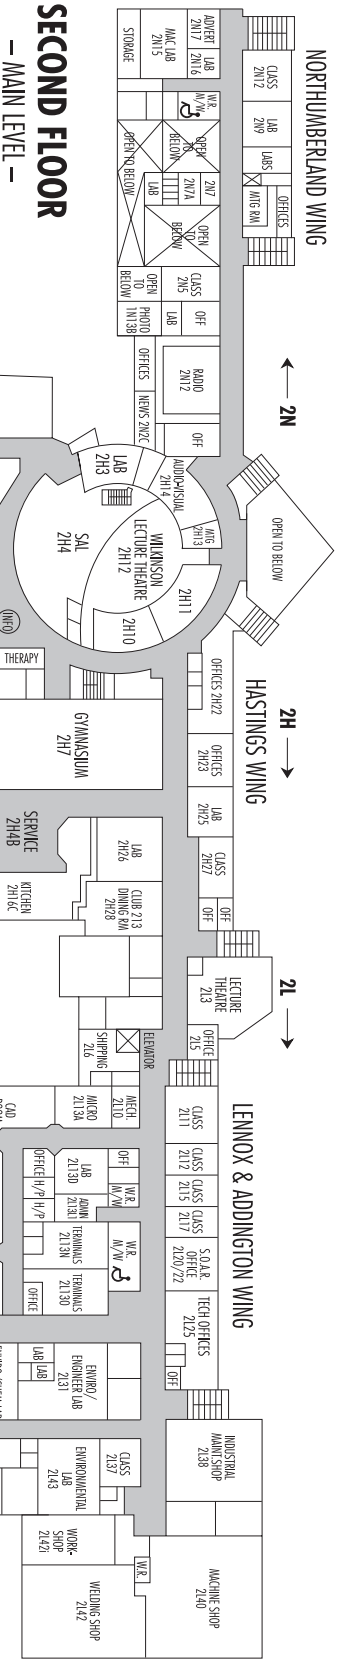 SECOND FLOOR
– MAIN LEVEL –
NORTHUMBERLAND WING
2N
HASTINGS WING
2H
2L
LENNOX & ADDINGTON WING
STORAGE
MAC LAB
2N15
ADVERT
2N17
LAB
2N16
W.R.
M/W
CLASS
2N12
LAB
2N9
LABS
MTG RM
OFFICES
OPEN TO BELOW
OPEN
TO
BELOW
LAB
2N7A
2N7
OPEN
TO
BELOW
OPEN
TO
BELOW
CLASS
2N5
PHOTO
1N13B
LAB
OFF
OFFICES
RADIO
2N12
NEWS 2N2C
OFF
LAB
2H3
AUDIO-VISUAL
2H14
MTG
2H13
OPEN TO BELOW
SAL
2H4
WILKINSON
LECTURE THEATRE
2H12
2H11
2H10
INFO
THERAPY
GYMNASIUM
2H7
OFFICES 2H22
OFFICES
2H23
LAB
2H25
CLASS
2H27
OFF
OFF
SERVICE
2H4B
KITCHEN
2H16C
LAB
2H26
CLUB 213
DINING RM
2H28
LECTURE
THEATRE
2L3
OFFICE
2L5
ELEVATOR
SHIPPING
2L6
MECH.
2L10
MICRO
2L13A
CAD
CLASS
2L11
CLASS
2L12
CLASS
2L15
CLASS
2L17
S.O.A.R.
OFFICE
2L20/22
TECH OFFICES
2L25
OFF
OFF
W.R.
M/W
LAB
2L13D
ADMIN
2L13L1
OFFICE
H/P
H/P
W.R.
M/W
TERMINALS
2L13N
TERMINALS
2L13O
OFFICE
ENVIRO/
ENGINEER LAB
2L31
LAB
LAB
CLASS
2L37
ENVIRONMENTAL
LAB
2L43
INDUSTRIAL
MAINT.SHOP
2L38
WORK-
SHOP
2L42i
W.R.
WELDING SHOP
2L42
MACHINE SHOP
2L40